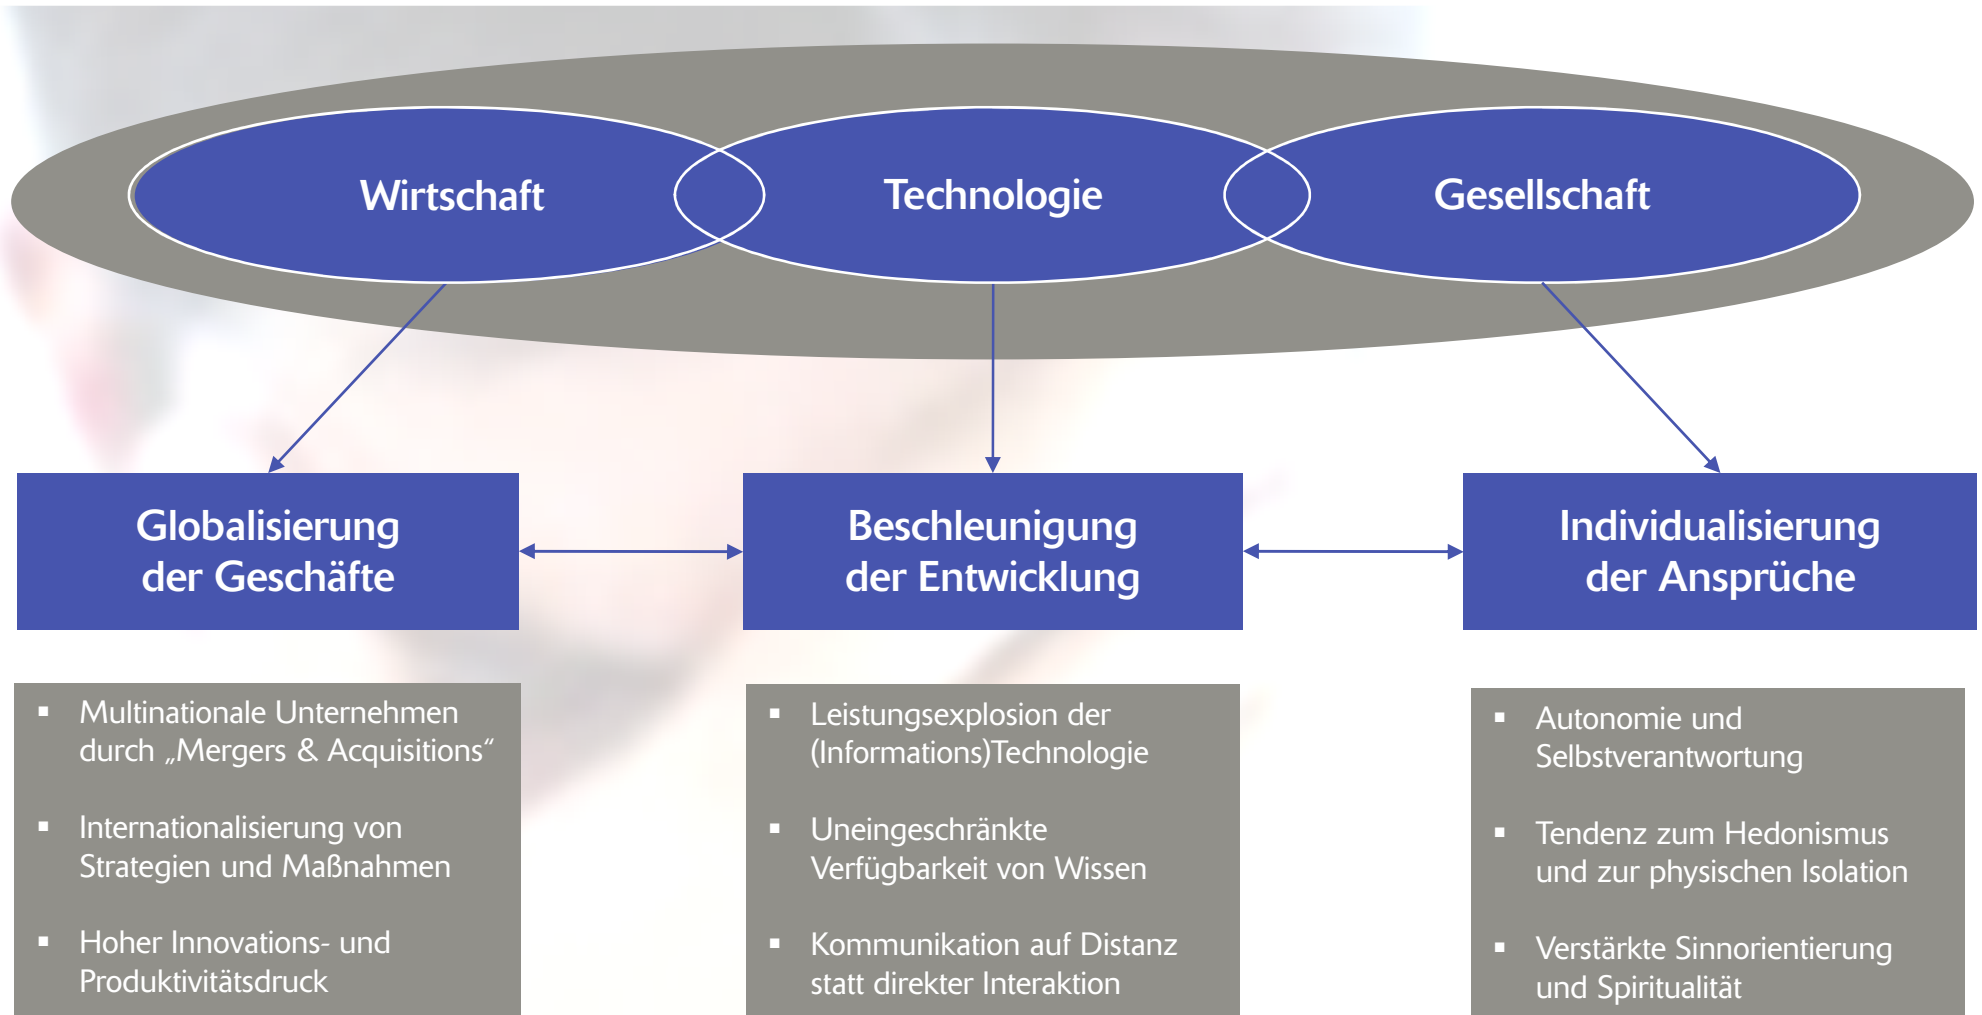 Wirtschaft
Technologie
Gesellschaft
Globalisierung
der Geschäfte
Beschleunigung
der Entwicklung
Individualisierung
der Ansprüche
▪ Multinationale Unternehmen
durch „Mergers & Acquisitions“
▪ Internationalisierung von
Strategien und Maßnahmen
▪ Hoher Innovations- und
Produktivitätsdruck
▪ Leistungsexplosion der
(Informations)Technologie
▪ Uneingeschränkte
Verfügbarkeit von Wissen
▪ Kommunikation auf Distanz
statt direkter Interaktion
▪ Autonomie und
Selbstverantwortung
▪ Tendenz zum Hedonismus
und zur physischen Isolation
▪ Verstärkte Sinnorientierung
und Spiritualität